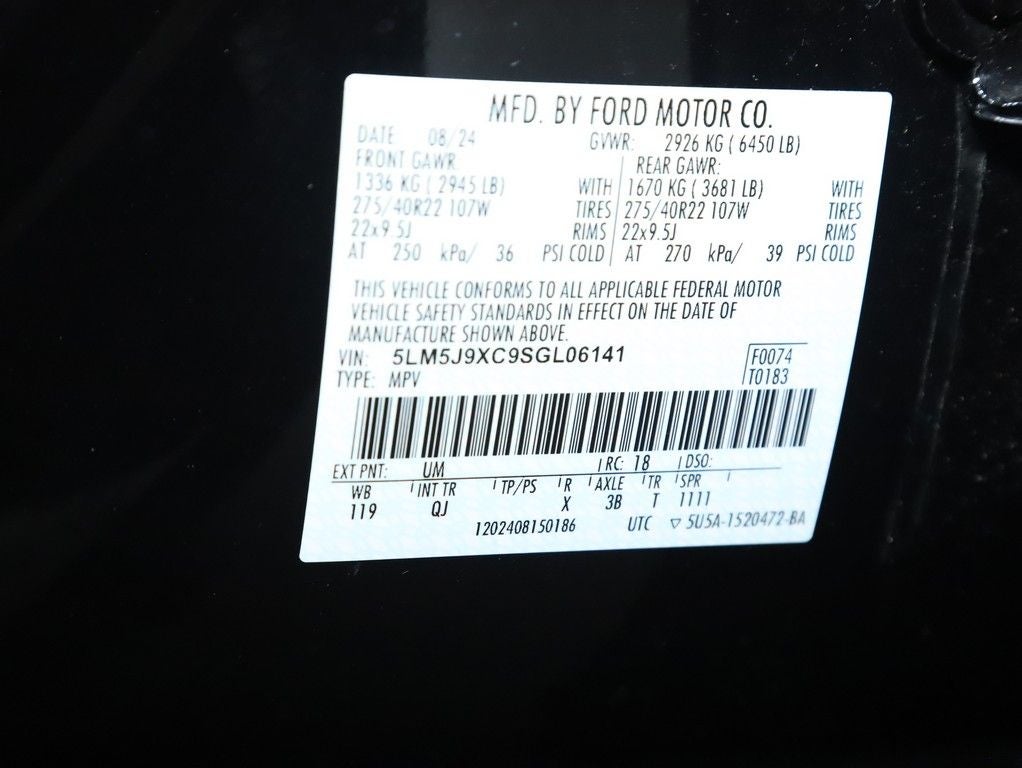 MFD. BY FORD MOTOR CO.
DATE 08/24 GVWR: 2926 KG ( 6450 LB)
FRONT GAWR: REAR GAWR:
1336 KG ( 2945 LB) WITH 1670 KG ( 3681 LB) WITH
275/40R22 107W TIRES 275/40R22 107W TIRES
22x9.5J RIMS 22x9.5J RIMS
AT 250 kPa/ 36 PSI COLD AT 270 kPa/ 39 PSI COLD
THIS VEHICLE CONFORMS TO ALL APPLICABLE FEDERAL MOTOR
VEHICLE SAFETY STANDARDS IN EFFECT ON THE DATE OF
MANUFACTURE SHOWN ABOVE.
VIN: 5LM5J9XC9SGL06141 F0074
TYPE: MPV T0183
EXT PNT: UM RC: 18 DSO:
WB INT TR TP/PS R AXLE TR SPR
119 QJ X 3B T 1111
1202408150186 UTC ▽ 5U5A-1520472-BA